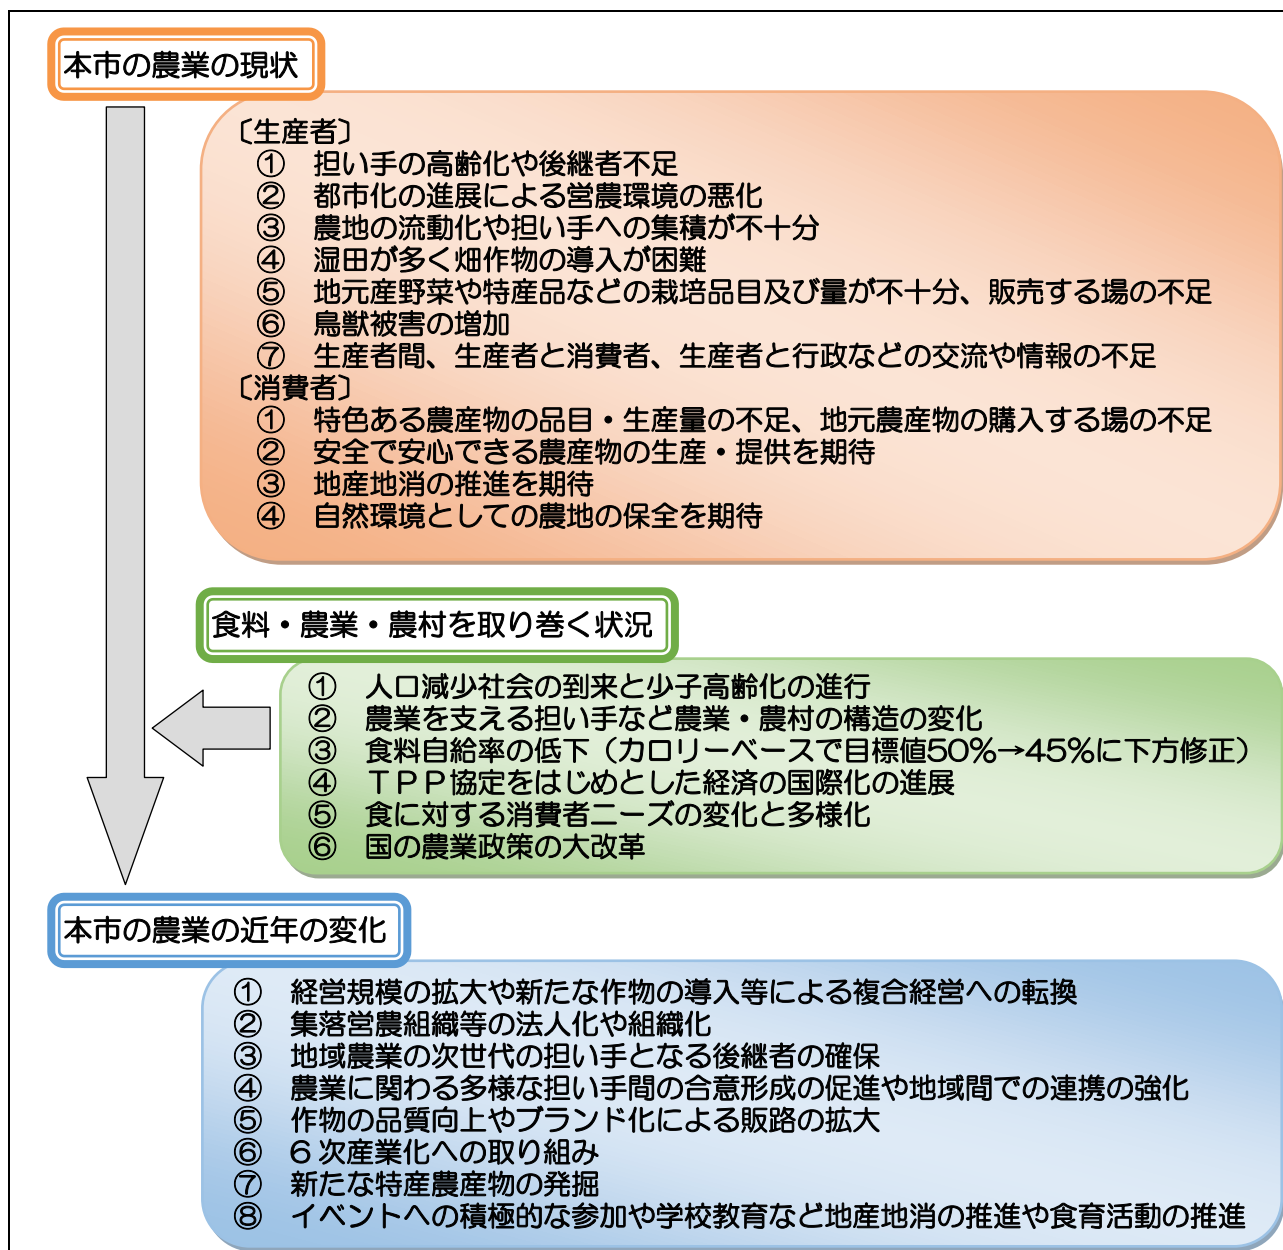 本市の農業の現状
〔生産者〕
① 担い手の高齢化や後継者不足
② 都市化の進展による営農環境の悪化
③ 農地の流動化や担い手への集積が不十分
④ 湿田が多く畑作物の導入が困難
⑤ 地元産野菜や特産品などの栽培品目及び量が不十分、販売する場の不足
⑥ 鳥獣被害の増加
⑦ 生産者間、生産者と消費者、生産者と行政などの交流や情報の不足
〔消費者〕
① 特色ある農産物の品目・生産量の不足、地元農産物の購入する場の不足
② 安全で安心できる農産物の生産・提供を期待
③ 地産地消の推進を期待
④ 自然環境としての農地の保全を期待
食料・農業・農村を取り巻く状況
① 人口減少社会の到来と少子高齢化の進行
② 農業を支える担い手など農業・農村の構造の変化
③ 食料自給率の低下（カロリーベースで目標値50%→45%に下方修正）
④ ＴＰＰ協定をはじめとした経済の国際化の進展
⑤ 食に対する消費者ニーズの変化と多様化
⑥ 国の農業政策の大改革
本市の農業の近年の変化
① 経営規模の拡大や新たな作物の導入等による複合経営への転換
② 集落営農組織等の法人化や組織化
③ 地域農業の次世代の担い手となる後継者の確保
④ 農業に関わる多様な担い手間の合意形成の促進や地域間での連携の強化
⑤ 作物の品質向上やブランド化による販路の拡大
⑥ ６次産業化への取り組み
⑦ 新たな特産農産物の発掘
⑧ イベントへの積極的な参加や学校教育など地産地消の推進や食育活動の推進